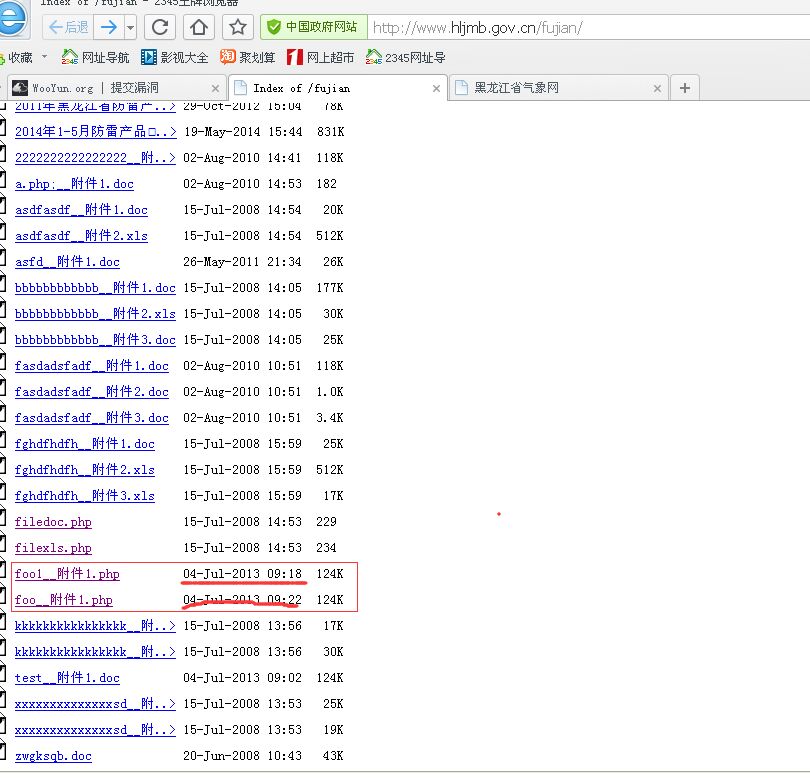 Index of /fujian - 2345王牌浏览器
后退
中国政府网站 http://www.hljmb.gov.cn/fujian/
收藏 网址导航 影视大全 聚划算 网上超市 2345网址导
WooYun.org | 提交漏洞 × Index of /fujian × 黑龙江省气象网 × +
2011年黑龙江省防雷产..> 29-Oct-2012 15:04 78K
2014年1-5月防雷产品..> 19-May-2014 15:44 831K
2222222222222222__附..> 02-Aug-2010 14:41 118K
a.php;__附件1.doc 02-Aug-2010 14:53 182
asdfasdf__附件1.doc 15-Jul-2008 14:54 20K
asdfasdf__附件2.xls 15-Jul-2008 14:54 512K
asfd__附件1.doc 26-May-2011 21:34 26K
bbbbbbbbbbbb__附件1.doc 15-Jul-2008 14:05 177K
bbbbbbbbbbbb__附件2.xls 15-Jul-2008 14:05 30K
bbbbbbbbbbbb__附件3.doc 15-Jul-2008 14:05 25K
fasdadsfadf__附件1.doc 02-Aug-2010 10:51 118K
fasdadsfadf__附件2.doc 02-Aug-2010 10:51 1.0K
fasdadsfadf__附件3.doc 02-Aug-2010 10:51 3.4K
fghdfhdfh__附件1.doc 15-Jul-2008 15:59 25K
fghdfhdfh__附件2.xls 15-Jul-2008 15:59 512K
fghdfhdfh__附件3.xls 15-Jul-2008 15:59 17K
filedoc.php 15-Jul-2008 14:53 229
filexls.php 15-Jul-2008 14:53 234
foo1__附件1.php 04-Jul-2013 09:18 124K
foo__附件1.php 04-Jul-2013 09:22 124K
kkkkkkkkkkkkkkkk__附..> 15-Jul-2008 13:56 17K
kkkkkkkkkkkkkkkk__附..> 15-Jul-2008 13:56 30K
test__附件1.doc 04-Jul-2013 09:02 124K
xxxxxxxxxxxxxxsd__附..> 15-Jul-2008 13:53 25K
xxxxxxxxxxxxxxsd__附..> 15-Jul-2008 13:53 19K
zwgksqb.doc 20-Jun-2008 10:43 43K